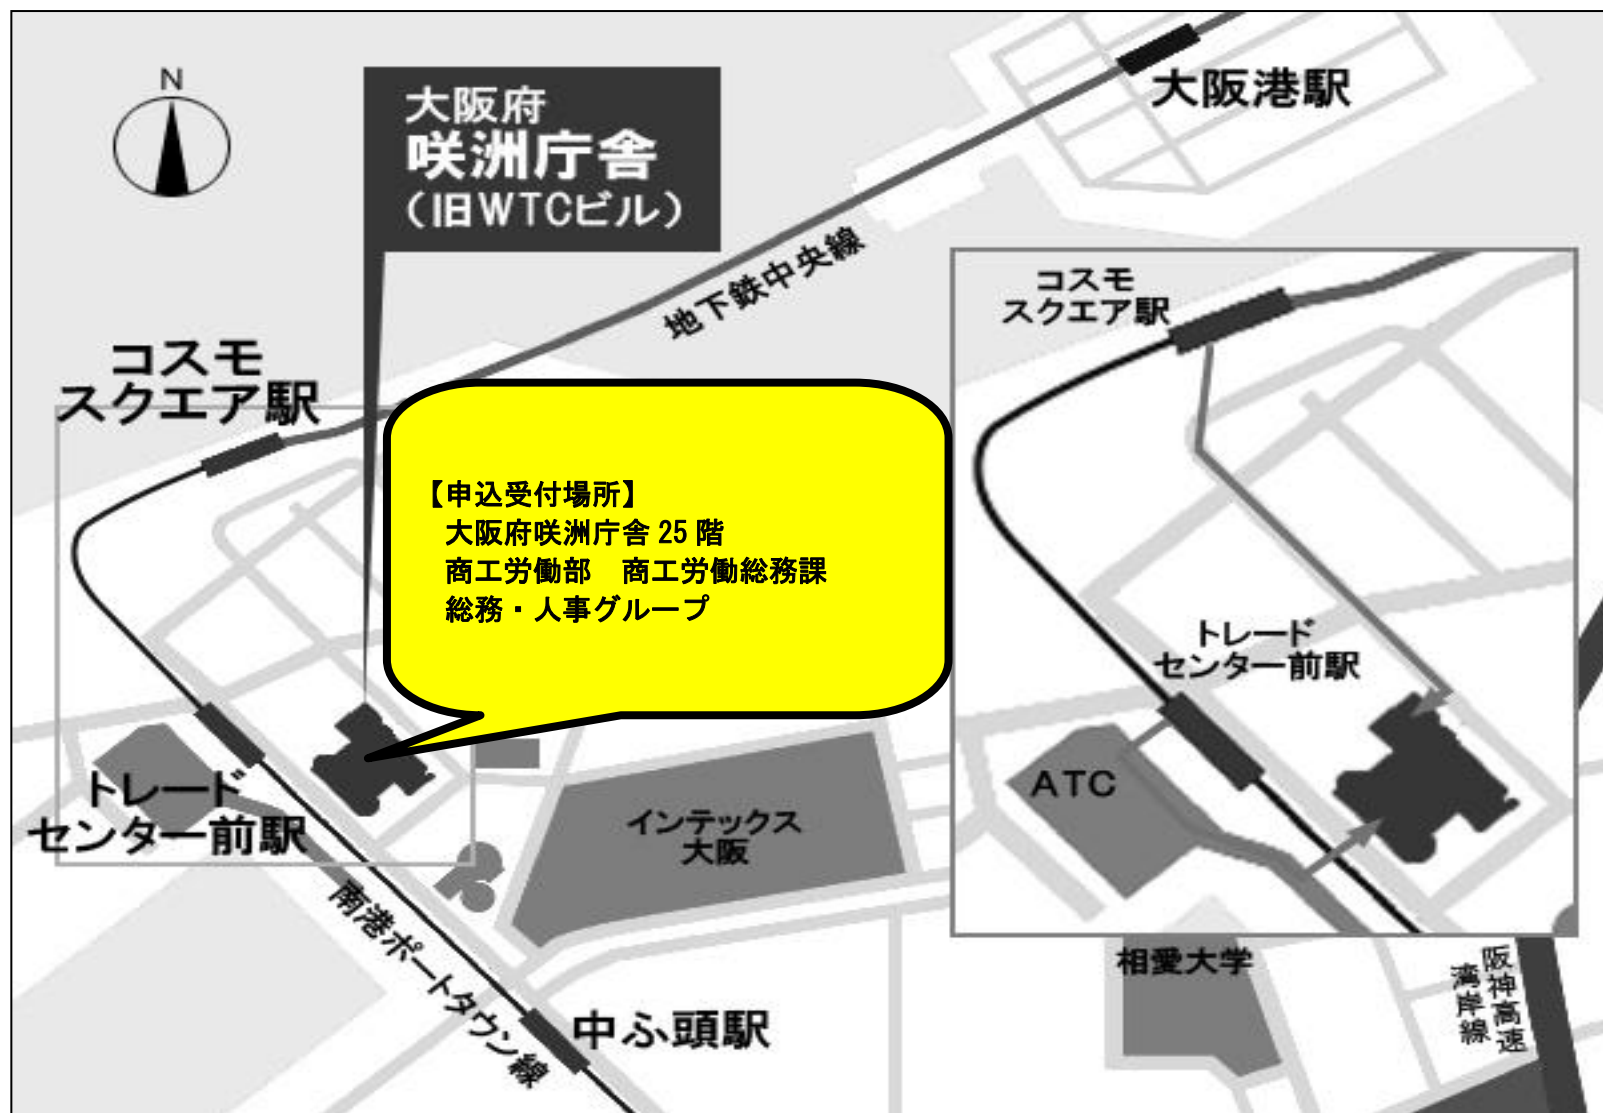 N
大阪府
咲洲庁舎
（旧WTCビル）
大阪港駅
地下鉄中央線
コスモ
スクエア駅
【申込受付場所】
大阪府咲洲庁舎 25 階
商工労働部　商工労働総務課
総務・人事グループ
トレード
センター前駅
インテックス
大阪
南港ポートタウン線
中ふ頭駅
コスモ
スクエア駅
トレード
センター前駅
ATC
相愛大学
阪神高速
湾岸線